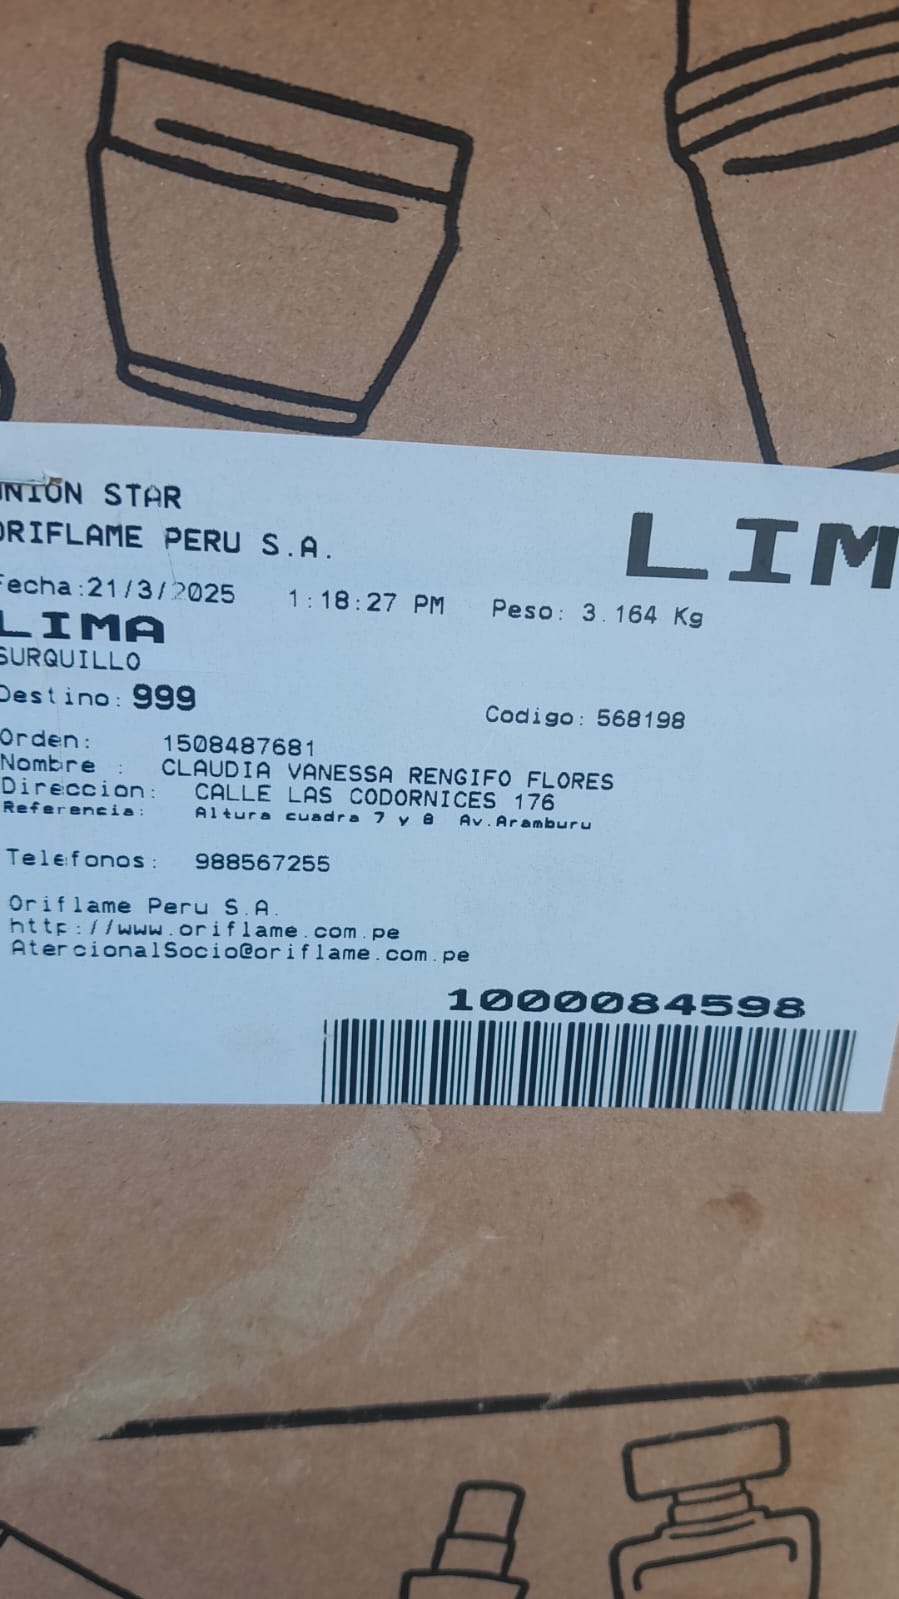 UNION STAR
ORIFLAME PERU S.A.
LIM
Fecha:21/3/2025 1:18:27 PM Peso: 3.164 Kg
LIMA
SURQUILLO
Destino: 999 Codigo: 568198
Orden: 1508487681
Nombre : CLAUDIA VANESSA RENGIFO FLORES
Direccion: CALLE LAS CODORNICES 176
Referencia: Altura cuadra 7 y 8 Av.Aramburu
Telefonos: 988567255
Oriflame Peru S.A.
http://www.oriflame.com.pe
AtercionalSocio@oriflame.com.pe
1000084598